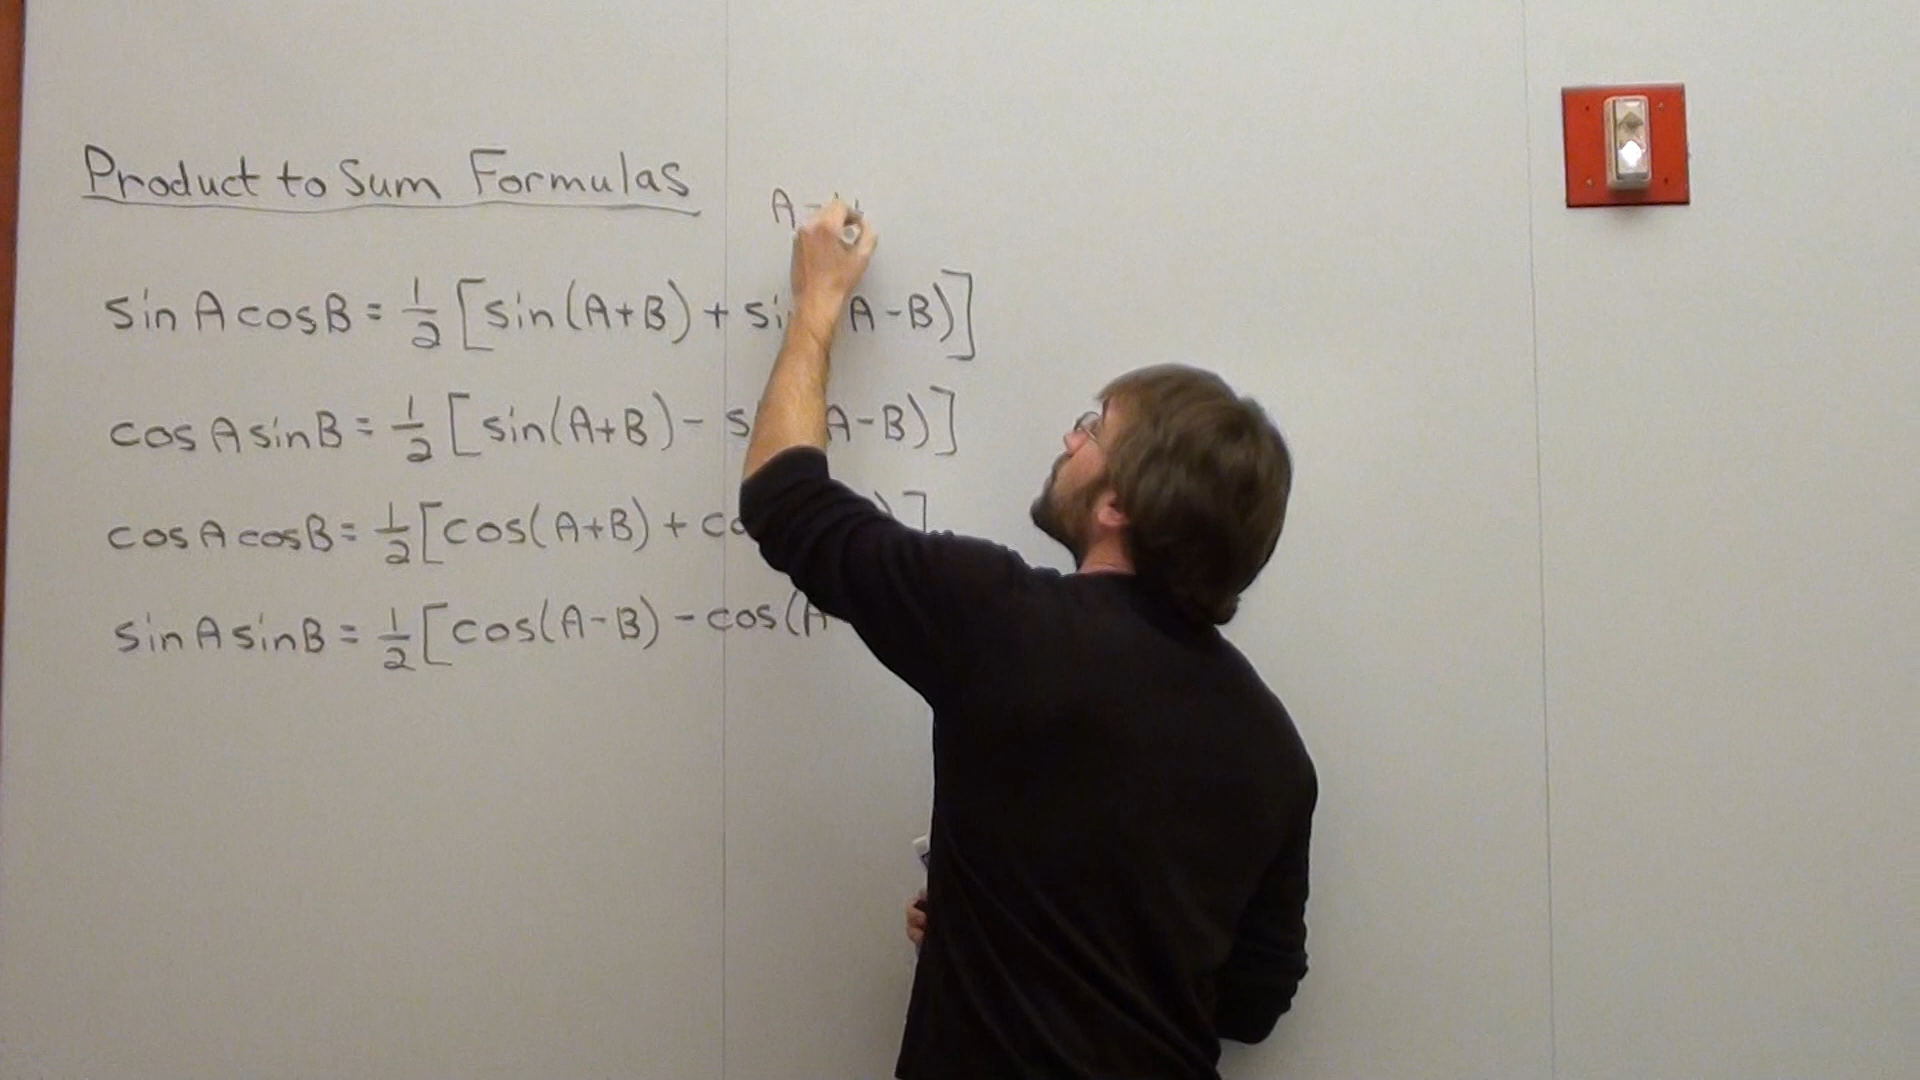 Product to Sum Formulas
A
sin A cos B = 1/2 [sin(A+B) + si A-B)]
cos A sin B = 1/2 [sin(A+B) - s A-B)]
cos A cos B = 1/2 [cos(A+B) + co )]
sin A sin B = 1/2 [cos(A-B) - cos(A